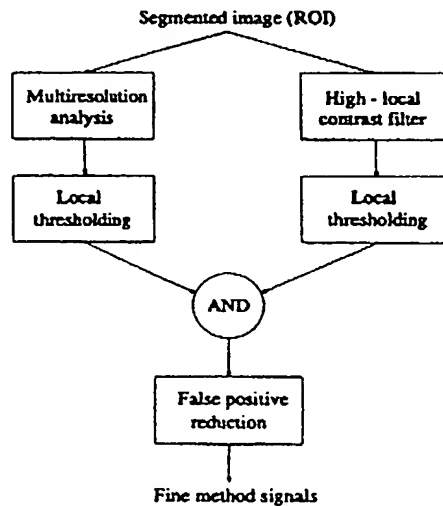 Segmented image (ROI)
Multiresolution
analysis
High - local
contrast filter
Local
thresholding
Local
thresholding
AND
False positive
reduction
Fine method signals